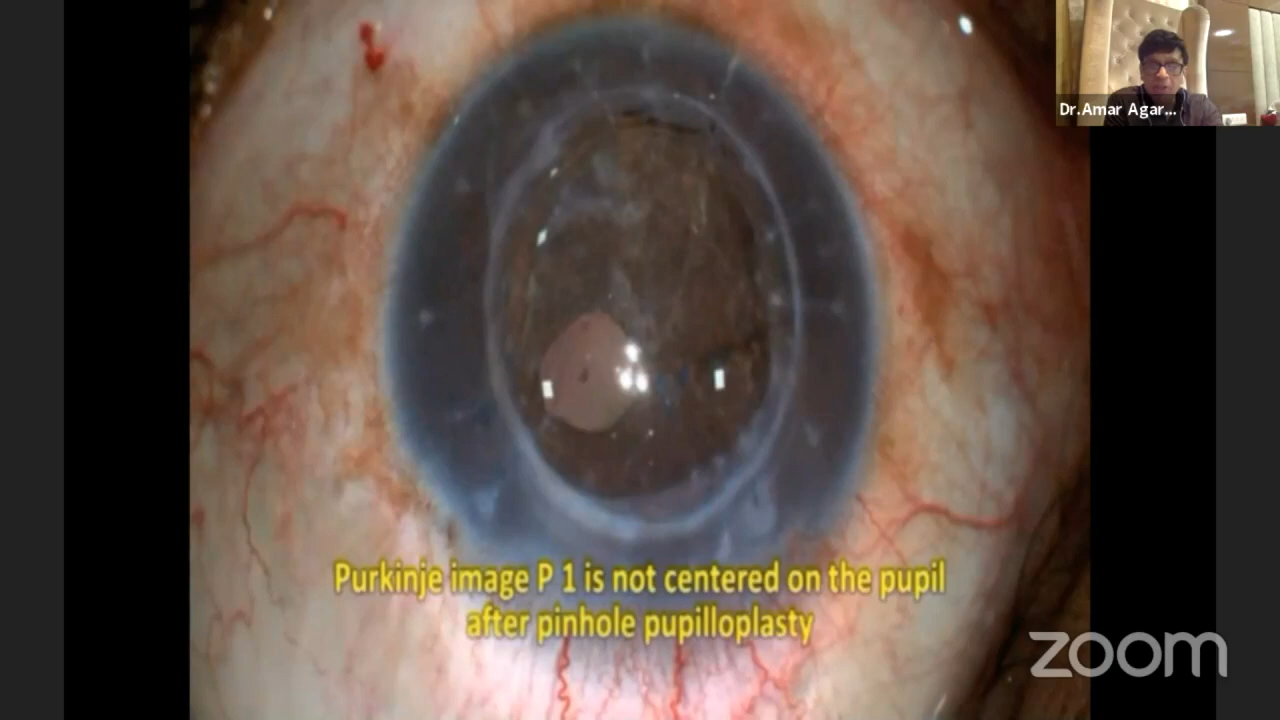 Dr.Amar Agar...
Purkinje image P 1 is not centered on the pupil
after pinhole pupilloplasty
zoom